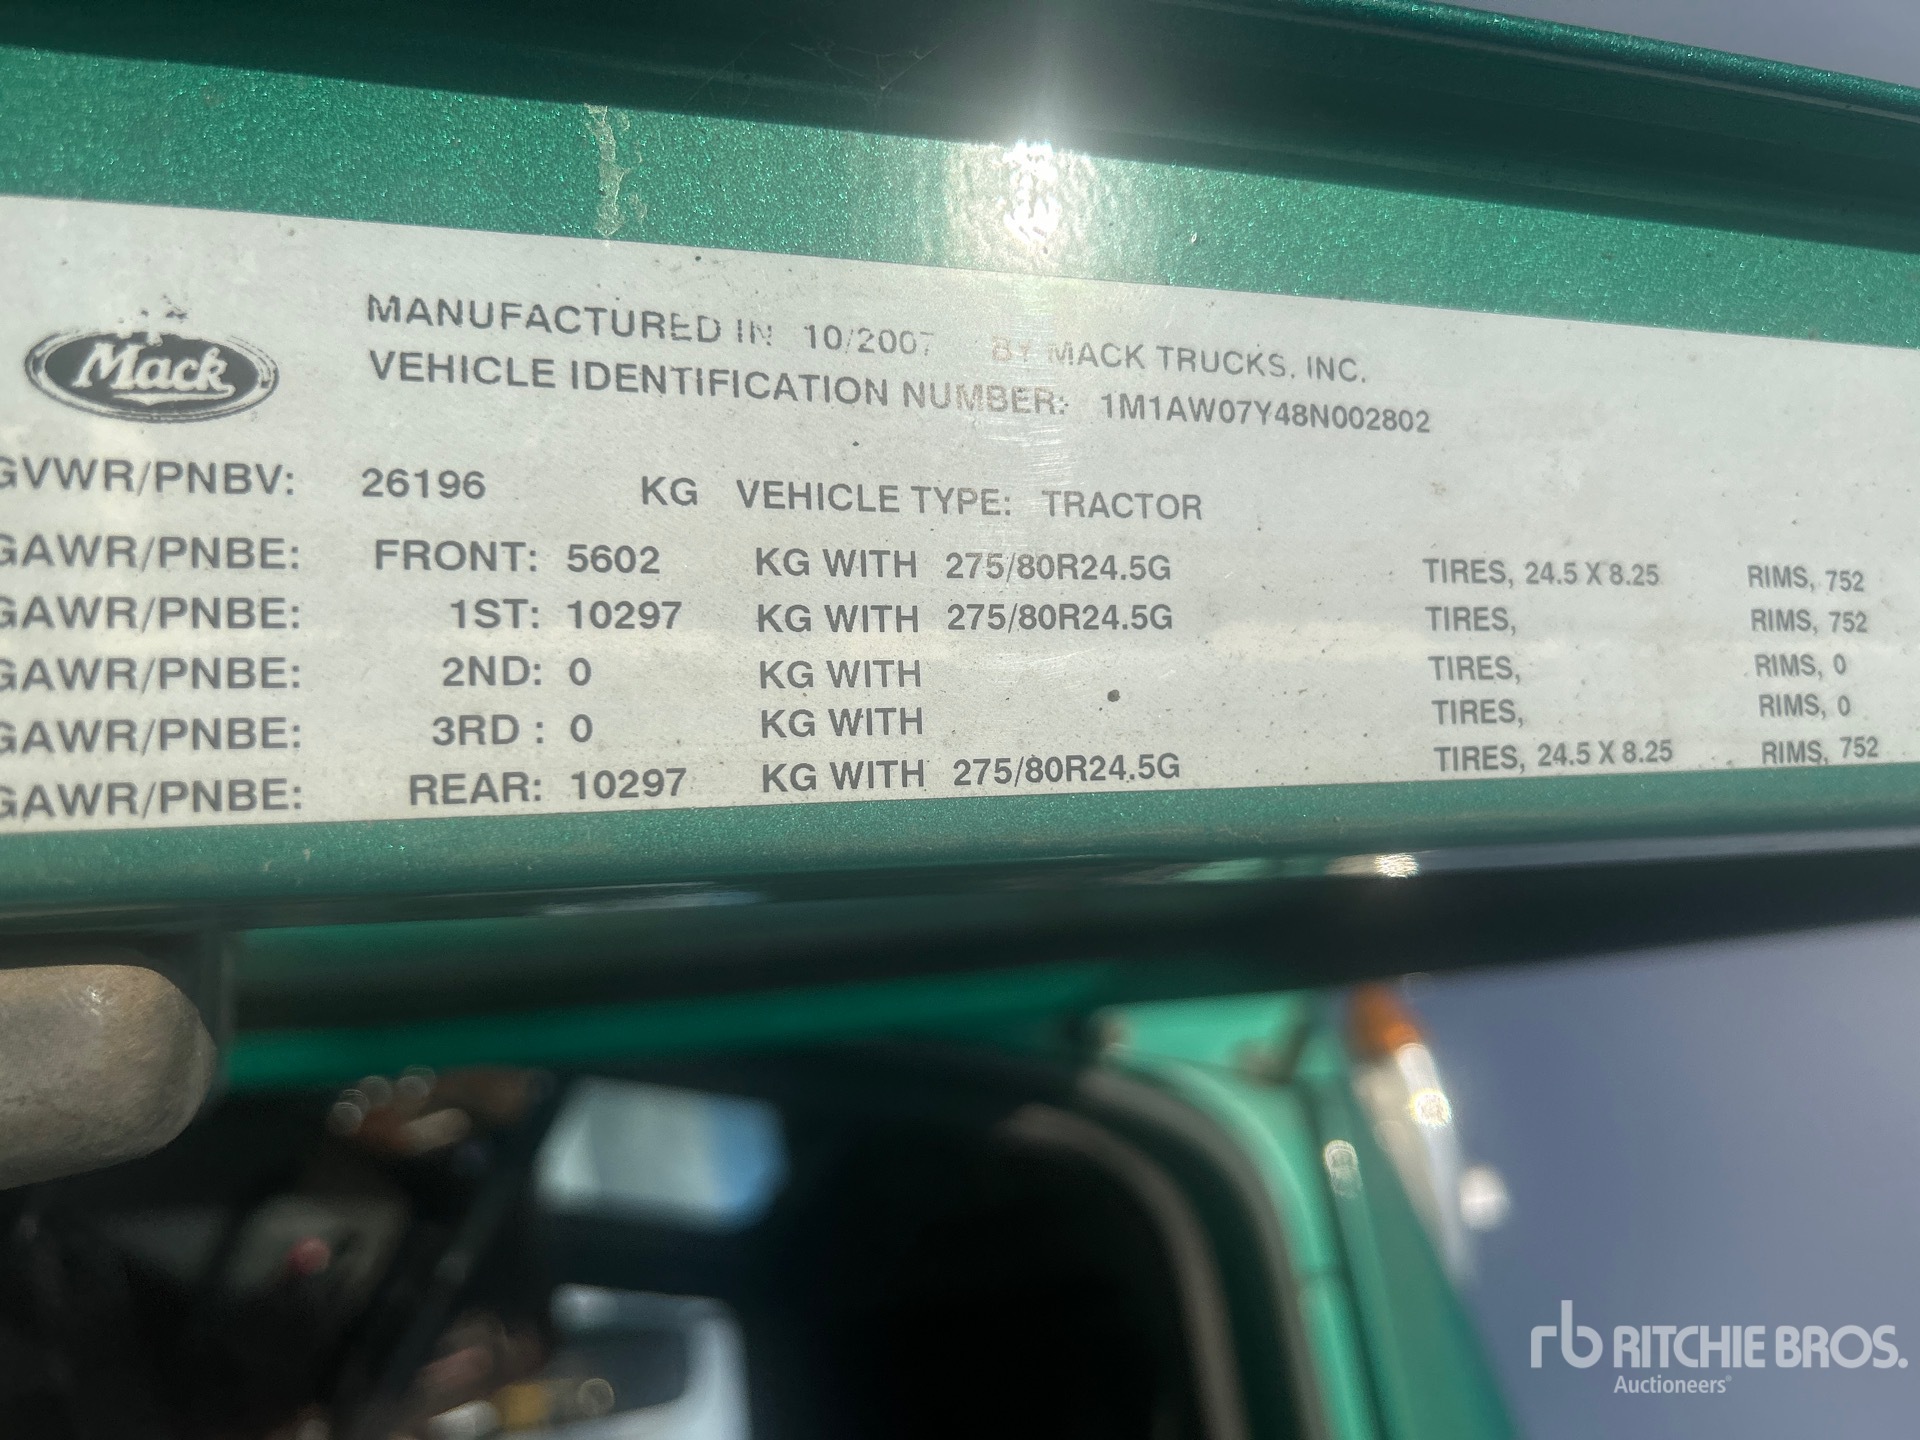 Mack
MANUFACTURED IN 10/2007 BY MACK TRUCKS, INC.
VEHICLE IDENTIFICATION NUMBER: 1M1AW07Y48N002802
GVWR/PNBV: 26196 KG VEHICLE TYPE: TRACTOR
GAWR/PNBE: FRONT: 5602 KG WITH 275/80R24.5G TIRES, 24.5 X 8.25 RIMS, 752
GAWR/PNBE: 1ST: 10297 KG WITH 275/80R24.5G TIRES, RIMS, 752
GAWR/PNBE: 2ND: 0 KG WITH TIRES, RIMS, 0
GAWR/PNBE: 3RD : 0 KG WITH TIRES, RIMS, 0
GAWR/PNBE: REAR: 10297 KG WITH 275/80R24.5G TIRES, 24.5 X 8.25 RIMS, 752
rb RITCHIE BROS.
Auctioneers